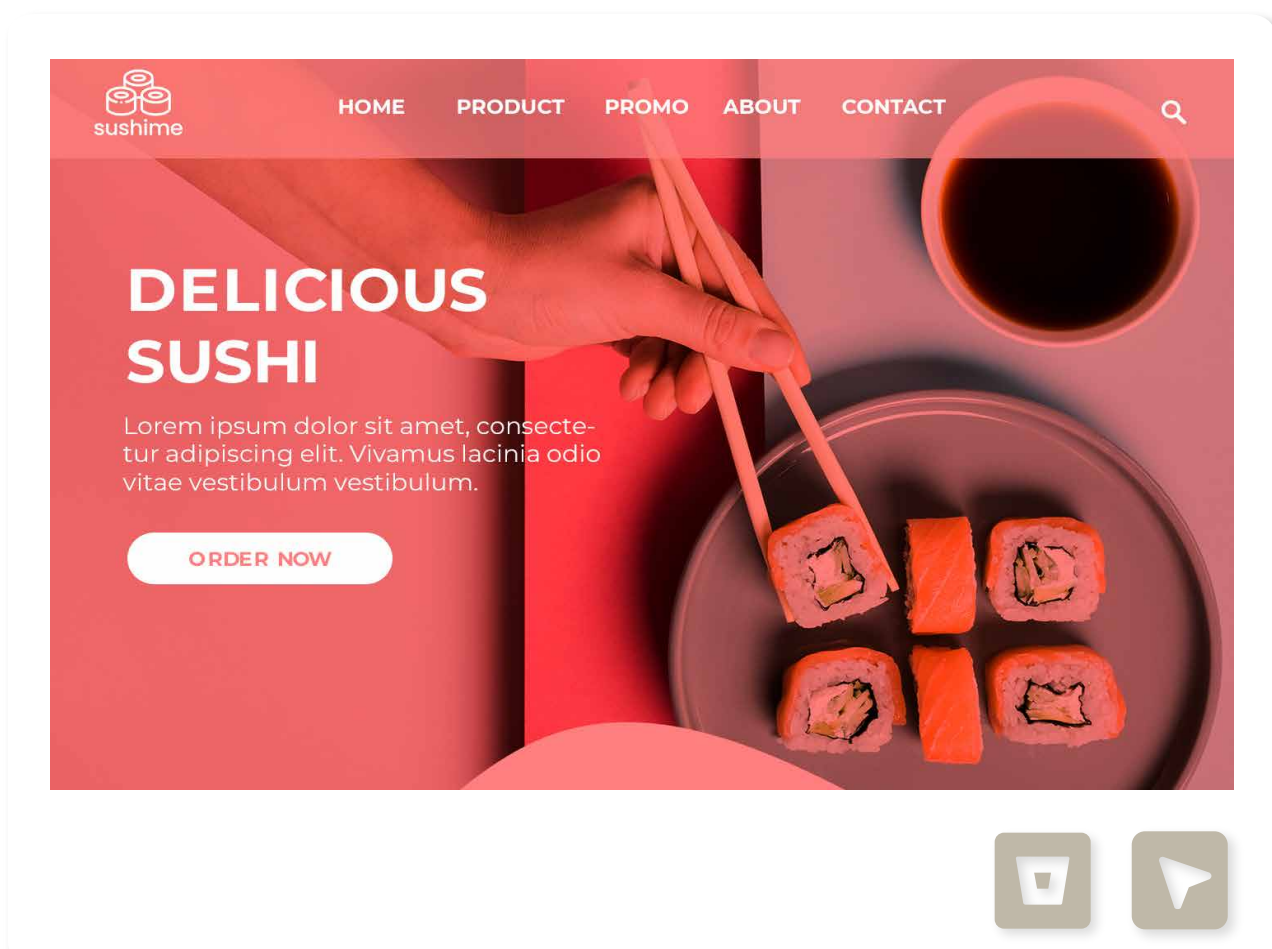 sushime
HOME PRODUCT PROMO ABOUT CONTACT
DELICIOUS
SUSHI
Lorem ipsum dolor sit amet, consecte-
tur adipiscing elit. Vivamus lacinia odio
vitae vestibulum vestibulum.
ORDER NOW